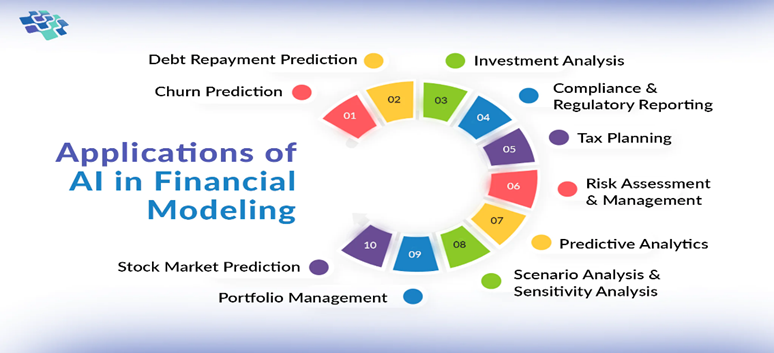 Applications of
AI in Financial
Modeling
01
Churn Prediction
02
Debt Repayment Prediction
03
Investment Analysis
04
Compliance &
Regulatory Reporting
05
Tax Planning
06
Risk Assessment
& Management
07
Predictive Analytics
08
Scenario Analysis &
Sensitivity Analysis
09
Portfolio Management
10
Stock Market Prediction